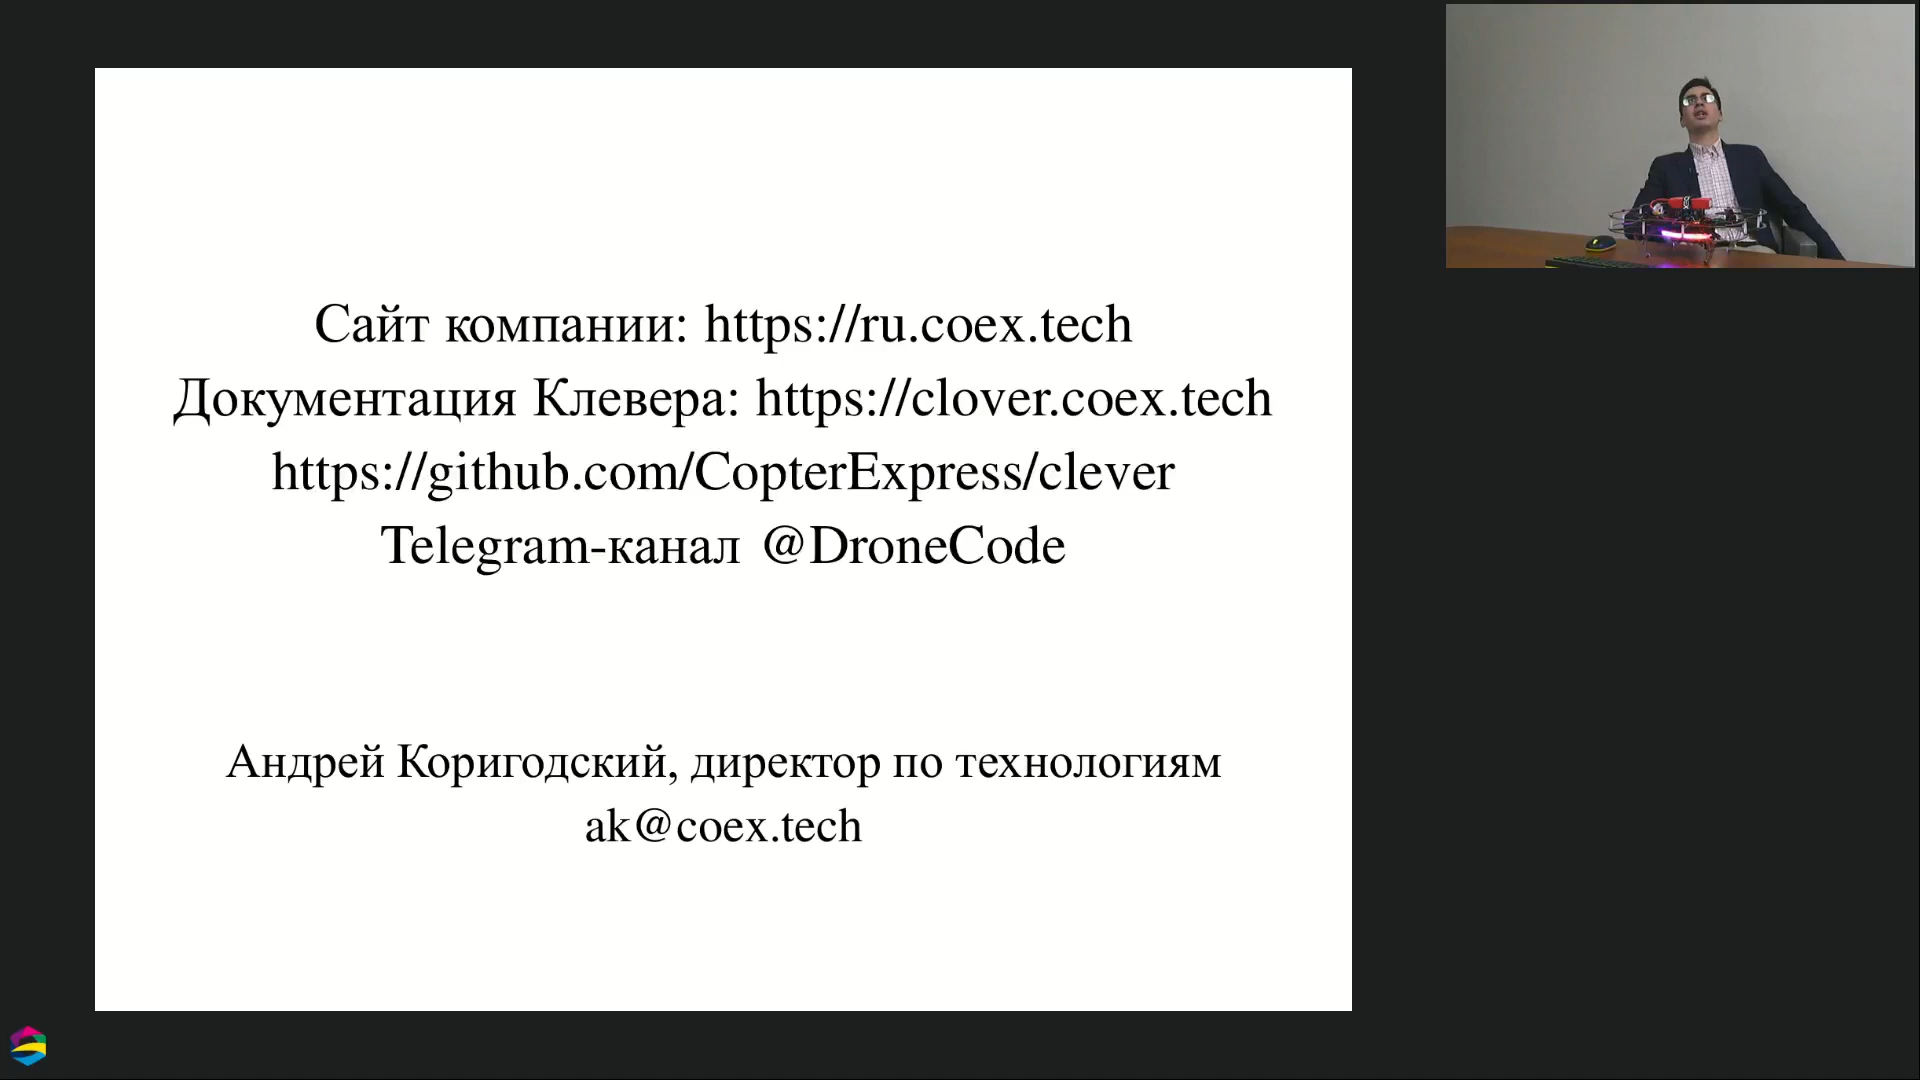 Сайт компании: https://ru.coex.tech
Документация Клевера: https://clover.coex.tech
https://github.com/CopterExpress/clever
Telegram-канал @DroneCode
Андрей Коригодский, директор по технологиям
ak@coex.tech